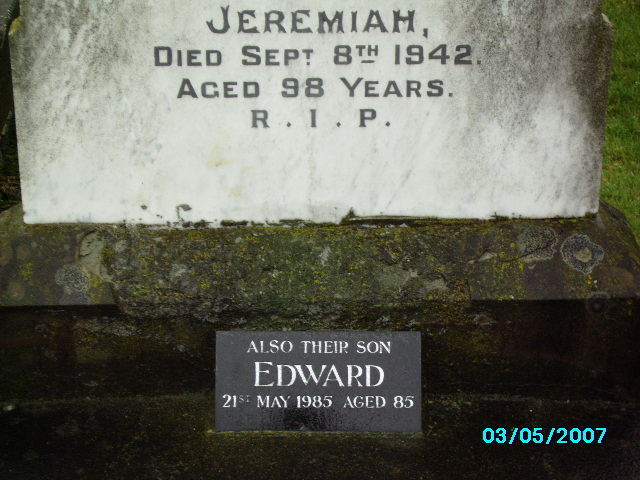 JEREMIAH,
DIED SEPT 8TH 1942.
AGED 98 YEARS.
R. I. P.
ALSO THEIR SON
EDWARD
21ST MAY 1985 AGED 85
03/05/2007